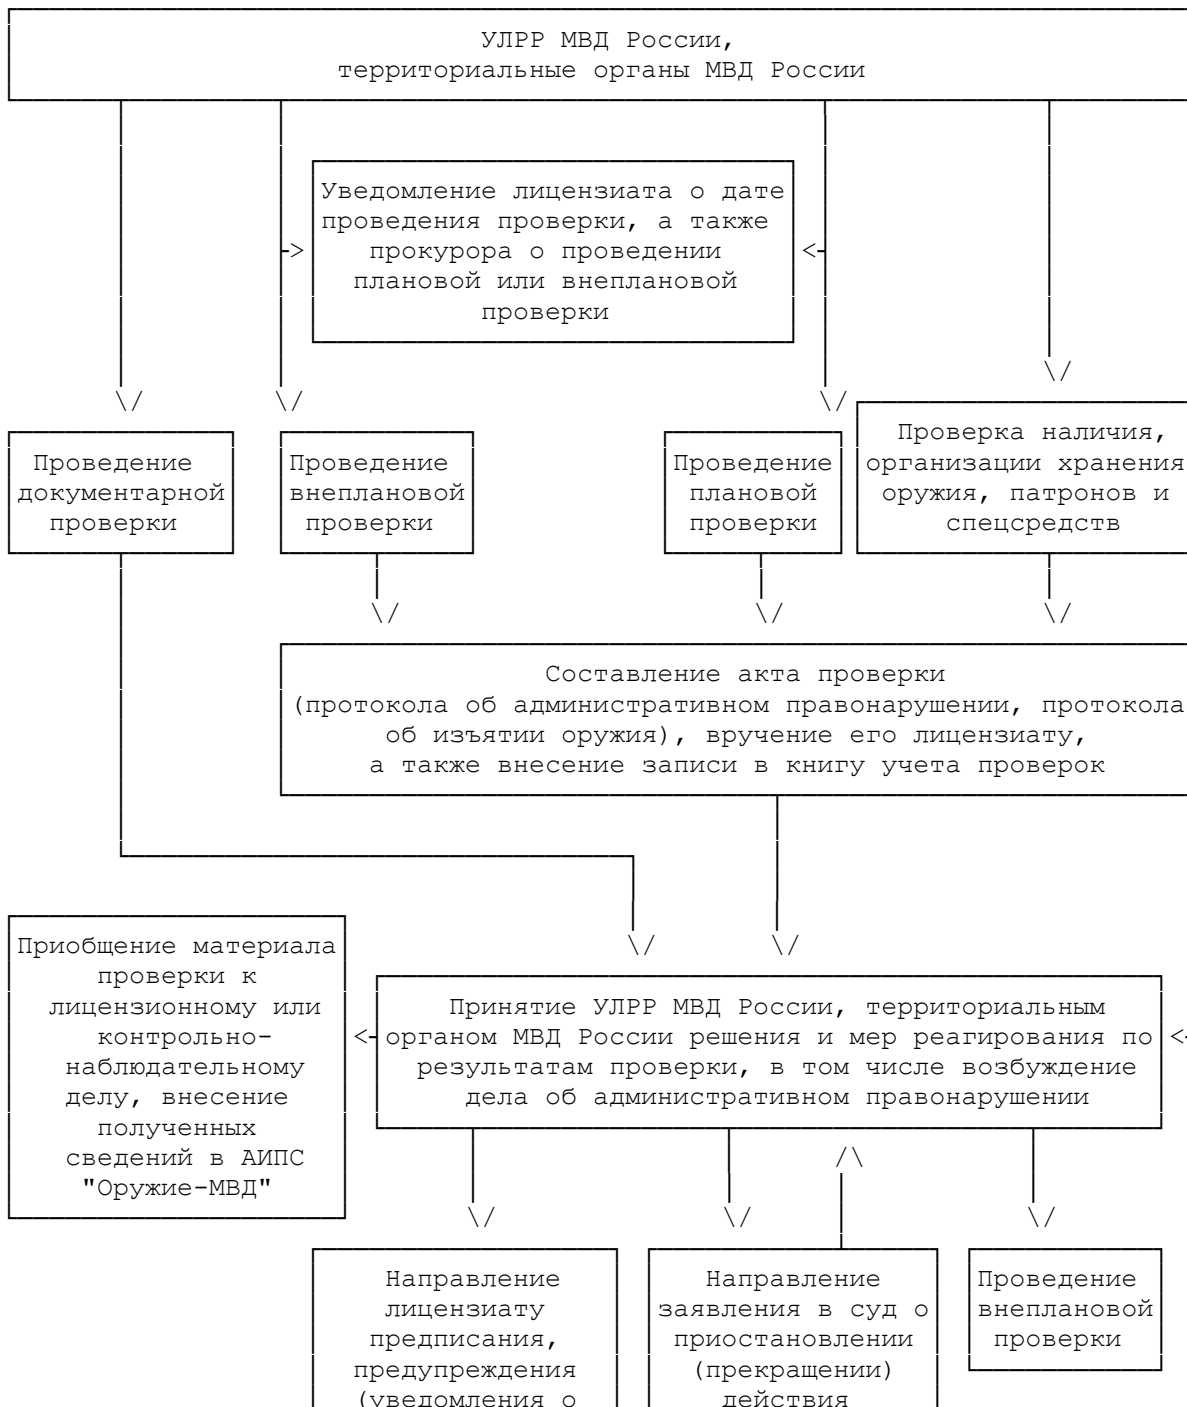 УЛРР МВД России,
территориальные органы МВД России
Уведомление лицензиата о дате
проведения проверки, а также
прокурора о проведении
плановой или внеплановой
проверки
Проведение
документарной
проверки
Проведение
внеплановой
проверки
Проведение
плановой
проверки
Проверка наличия,
организации хранения
оружия, патронов и
спецсредств
Составление акта проверки
(протокола об административном правонарушении, протокола
об изъятии оружия), вручение его лицензиату,
а также внесение записи в книгу учета проверок
Приобщение материала
проверки к
лицензионному или
контрольно-
наблюдательному
делу, внесение
полученных
сведений в АИПС
"Оружие-МВД"
Принятие УЛРР МВД России, территориальным
органом МВД России решения и мер реагирования по
результатам проверки, в том числе возбуждение
дела об административном правонарушении
Направление
лицензиату
предписания,
предупреждения
(уведомления о
Направление
заявления в суд о
приостановлении
(прекращении)
действия
Проведение
внеплановой
проверки